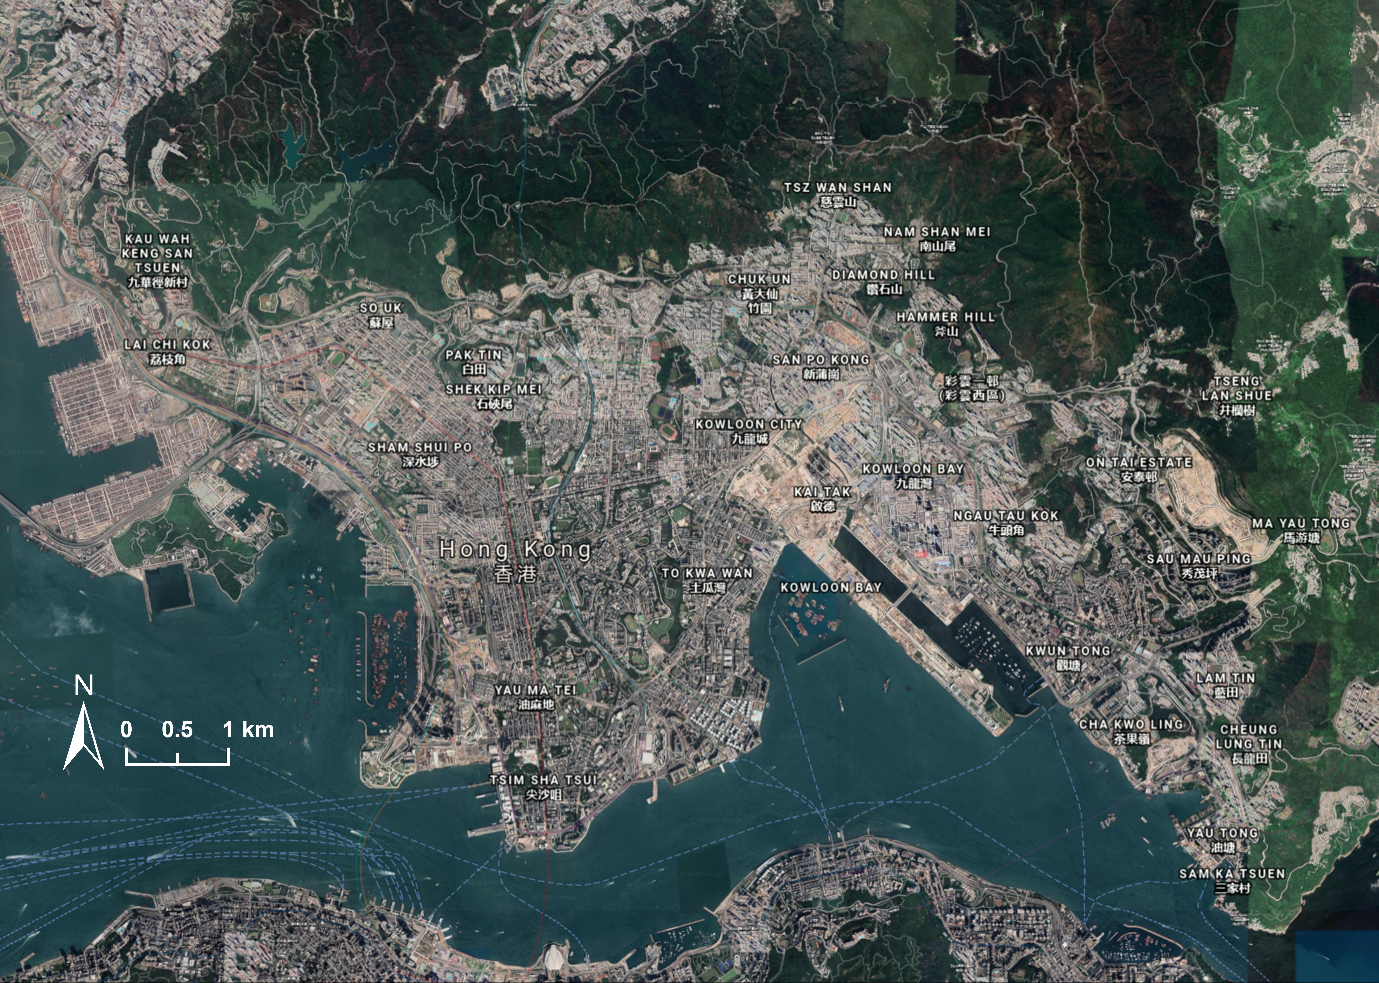 TSZ WAN SHAN
慈雲山
NAM SHAN MEI
南山尾
KAU WAH
KENG SAN
TSUEN
九華徑新村
CHUK UN
黃大仙
竹園
DIAMOND HILL
鑽石山
SO UK
蘇屋
HAMMER HILL
斧山
LAI CHI KOK
荔枝角
PAK TIN
白田
SAN PO KONG
新蒲崗
SHEK KIP MEI
石硤尾
彩雲一邨
(彩雲西區)
TSENG
LAN SHUE
井欄樹
KOWLOON CITY
九龍城
SHAM SHUI PO
深水埗
KOWLOON BAY
九龍灣
ON TAI ESTATE
安泰邨
KAI TAK
啟德
NGAU TAU KOK
牛頭角
MA YAU TONG
馬游塘
Hong Kong
香港
SAU MAU PING
秀茂坪
TO KWA WAN
土瓜灣
KOWLOON BAY
KWUN TONG
觀塘
LAM TIN
藍田
YAU MA TEI
油麻地
N
0 0.5 1 km
CHA KWO LING
茶果嶺
CHEUNG
LUNG TIN
長龍田
TSIM SHA TSUI
尖沙咀
YAU TONG
油塘
SAM KA TSUEN
三家村